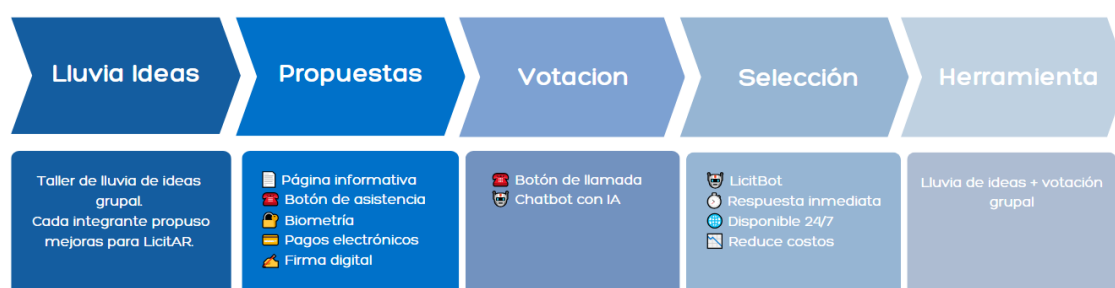 Lluvia Ideas
Propuestas
Votacion
Selección
Herramienta
Taller de lluvia de ideas
grupal.
Cada integrante propuso
mejoras para LicitAR.
Página informativa
Botón de asistencia
Biometría
Pagos electrónicos
Firma digital
Botón de llamada
Chatbot con IA
LicitBot
Respuesta inmediata
Disponible 24/7
Reduce costos
Lluvia de ideas + votación
grupal